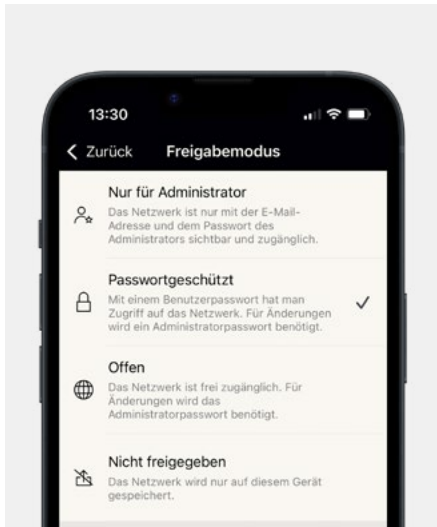 13:30
Zurück Freigabemodus
Nur für Administrator
Das Netzwerk ist nur mit der E-Mail-
Adresse und dem Passwort des
Administrators sichtbar und zugänglich.
Passwortgeschützt
Mit einem Benutzerpasswort hat man
Zugriff auf das Netzwerk. Für Änderungen
wird ein Administratorpasswort benötigt.
Offen
Das Netzwerk ist frei zugänglich. Für
Änderungen wird das
Administratorpasswort benötigt.
Nicht freigegeben
Das Netzwerk wird nur auf diesem Gerät
gespeichert.